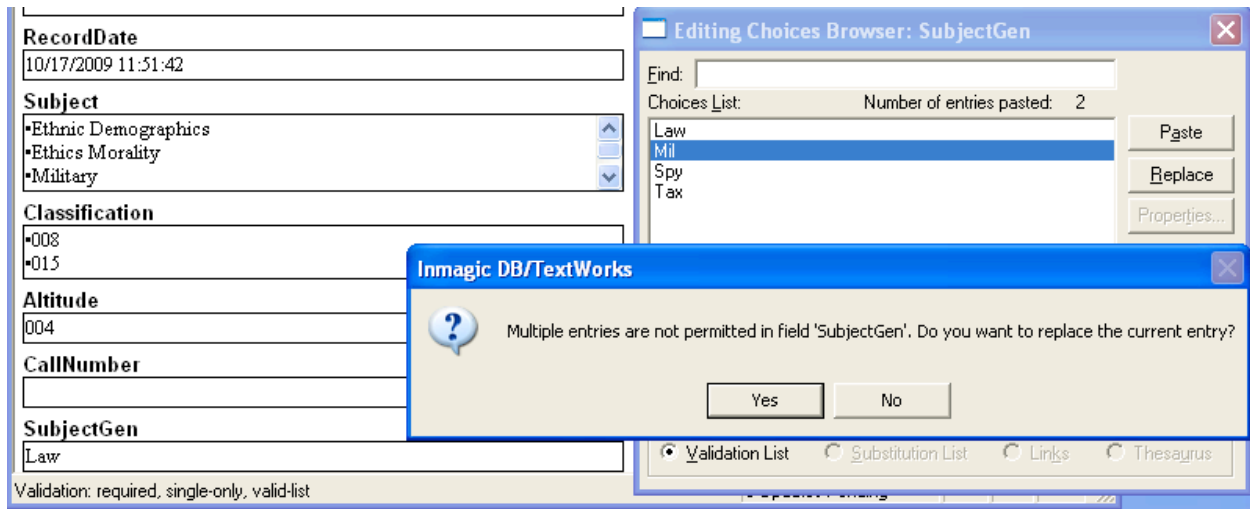 RecordDate
10/17/2009 11:51:42
Subject
▪Ethnic Demographics
▪Ethics Morality
▪Military
Classification
▪008
▪015
Altitude
004
CallNumber
SubjectGen
Law
Validation: required, single-only, valid-list
Editing Choices Browser: SubjectGen
Find:
Choices List: Number of entries pasted: 2
Law
Mil
Spy
Tax
Paste
Replace
Properties...
Inmagic DB/TextWorks
Multiple entries are not permitted in field 'SubjectGen'. Do you want to replace the current entry?
Yes No
Validation List Substitution List Links Thesaurus